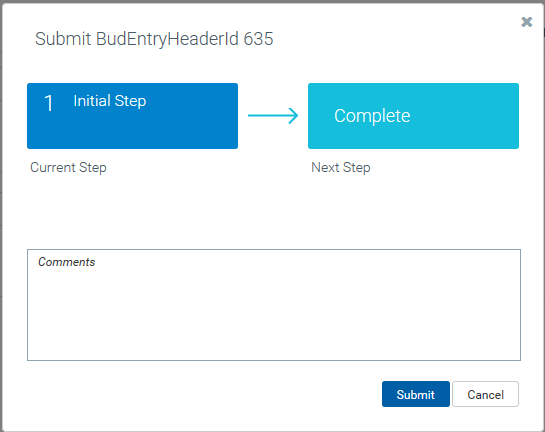 Submit BudEntryHeaderId 635
1 Initial Step
Complete
Current Step
Next Step
Comments
Submit
Cancel